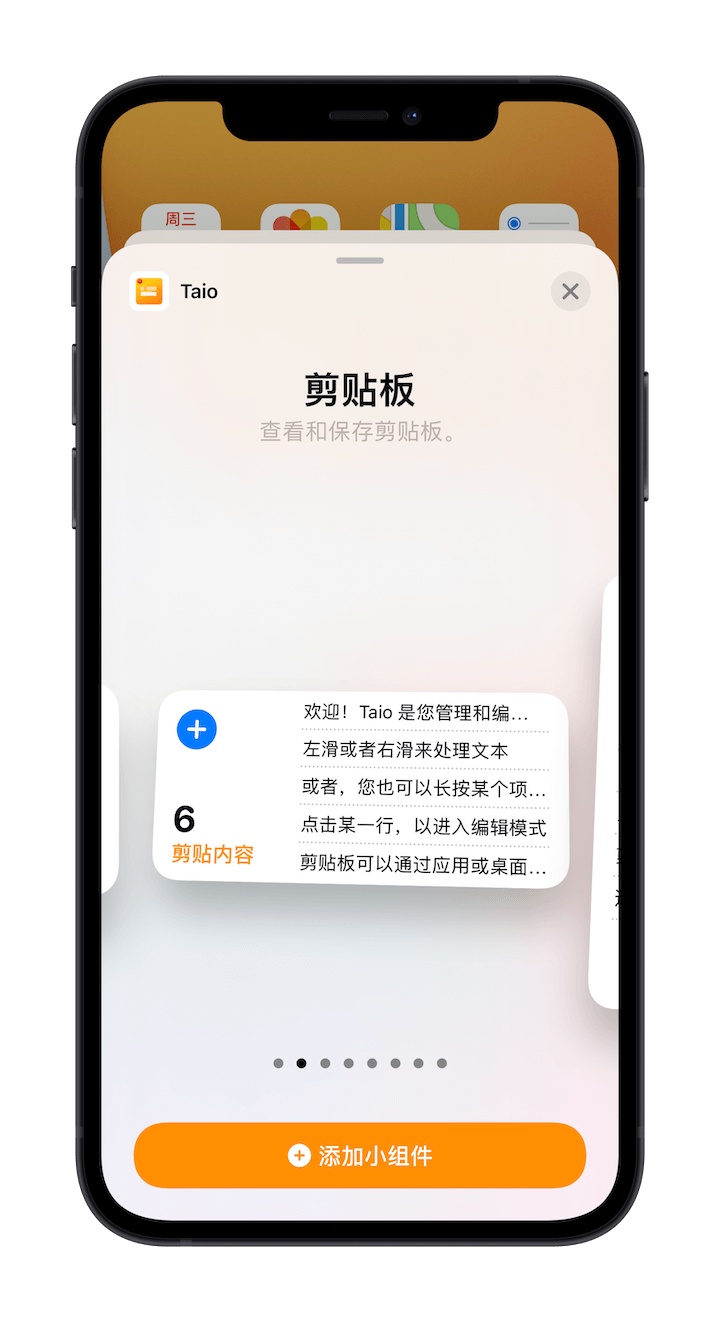 周三
Taio
剪贴板
查看和保存剪贴板。
欢迎！Taio 是您管理和编...
左滑或者右滑来处理文本
或者，您也可以长按某个项...
点击某一行，以进入编辑模式
剪贴板可以通过应用或桌面...
6
剪贴内容
添加小组件